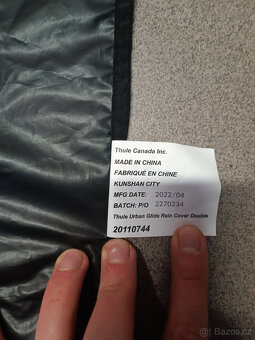 Thule Canada Inc.
MADE IN CHINA
FABRIQUÉ EN CHINE
KUNSHAN CITY
MFG DATE: 2022/04
BATCH: P/O 2270234
Thule Urban Glide Rain Cover Double
20110744
Bazos.cz